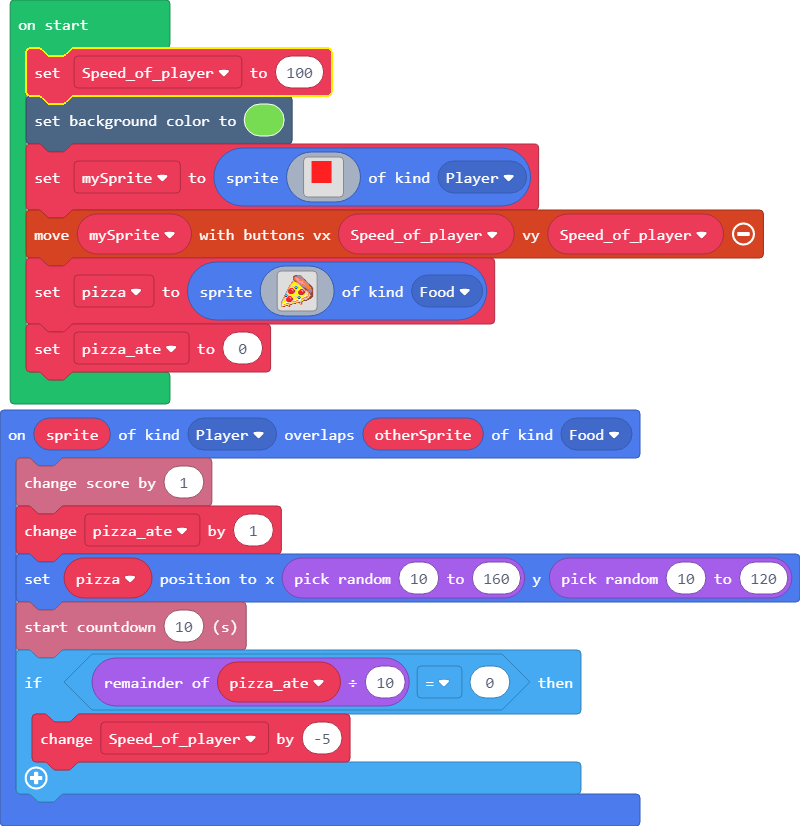 on start
set Speed_of_player to 100
set background color to
set mySprite to sprite of kind Player
move mySprite with buttons vx Speed_of_player vy Speed_of_player
set pizza to sprite of kind Food
set pizza_ate to 0
on sprite of kind Player overlaps otherSprite of kind Food
change score by 1
change pizza_ate by 1
set pizza position to x pick random 10 to 160 y pick random 10 to 120
start countdown 10 (s)
if remainder of pizza_ate ÷ 10 = 0 then
change Speed_of_player by -5